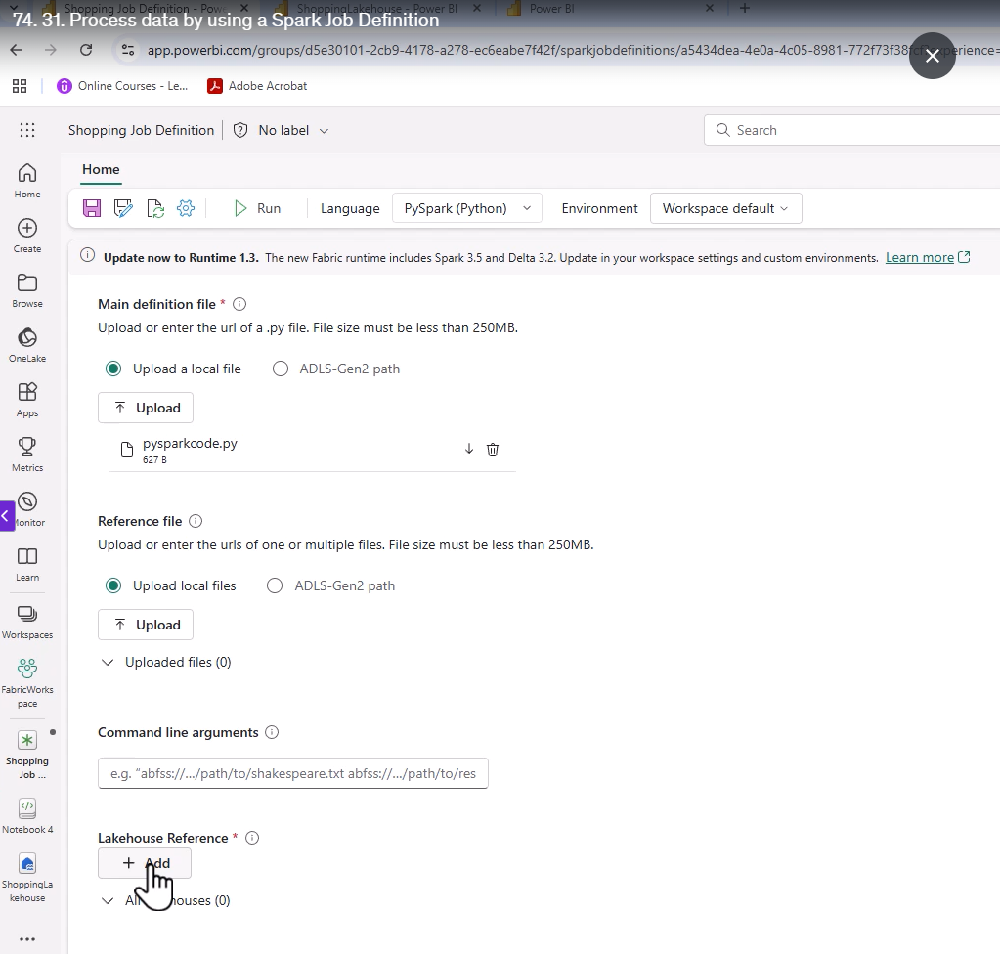 Shopping Job Definition - Pow
ShoppingLakehouse - Power BI
Power BI
74. 31. Process data by using a Spark Job Definition
app.powerbi.com/groups/d5e30101-2cb9-4178-a278-ec6eabe7f42f/sparkjobdefinitions/a5434dea-4e0a-4c05-8981-772f73f38fcf?experience=
Online Courses - Le...
Adobe Acrobat
Shopping Job Definition
No label
Search
Home
Home
Run
Language
PySpark (Python)
Environment
Workspace default
Create
Update now to Runtime 1.3. The new Fabric runtime includes Spark 3.5 and Delta 3.2. Update in your workspace settings and custom environments. Learn more
Browse
Main definition file *
Upload or enter the url of a .py file. File size must be less than 250MB.
OneLake
Upload a local file
ADLS-Gen2 path
Apps
Upload
pysparkcode.py
627 B
Metrics
Monitor
Reference file
Upload or enter the urls of one or multiple files. File size must be less than 250MB.
Learn
Upload local files
ADLS-Gen2 path
Workspaces
Upload
Uploaded files (0)
FabricWorks
pace
Command line arguments
Shopping
Job ...
e.g. "abfss://.../path/to/shakespeare.txt abfss://.../path/to/res
Notebook 4
Lakehouse Reference *
Add
ShoppingLa
kehouse
(0)